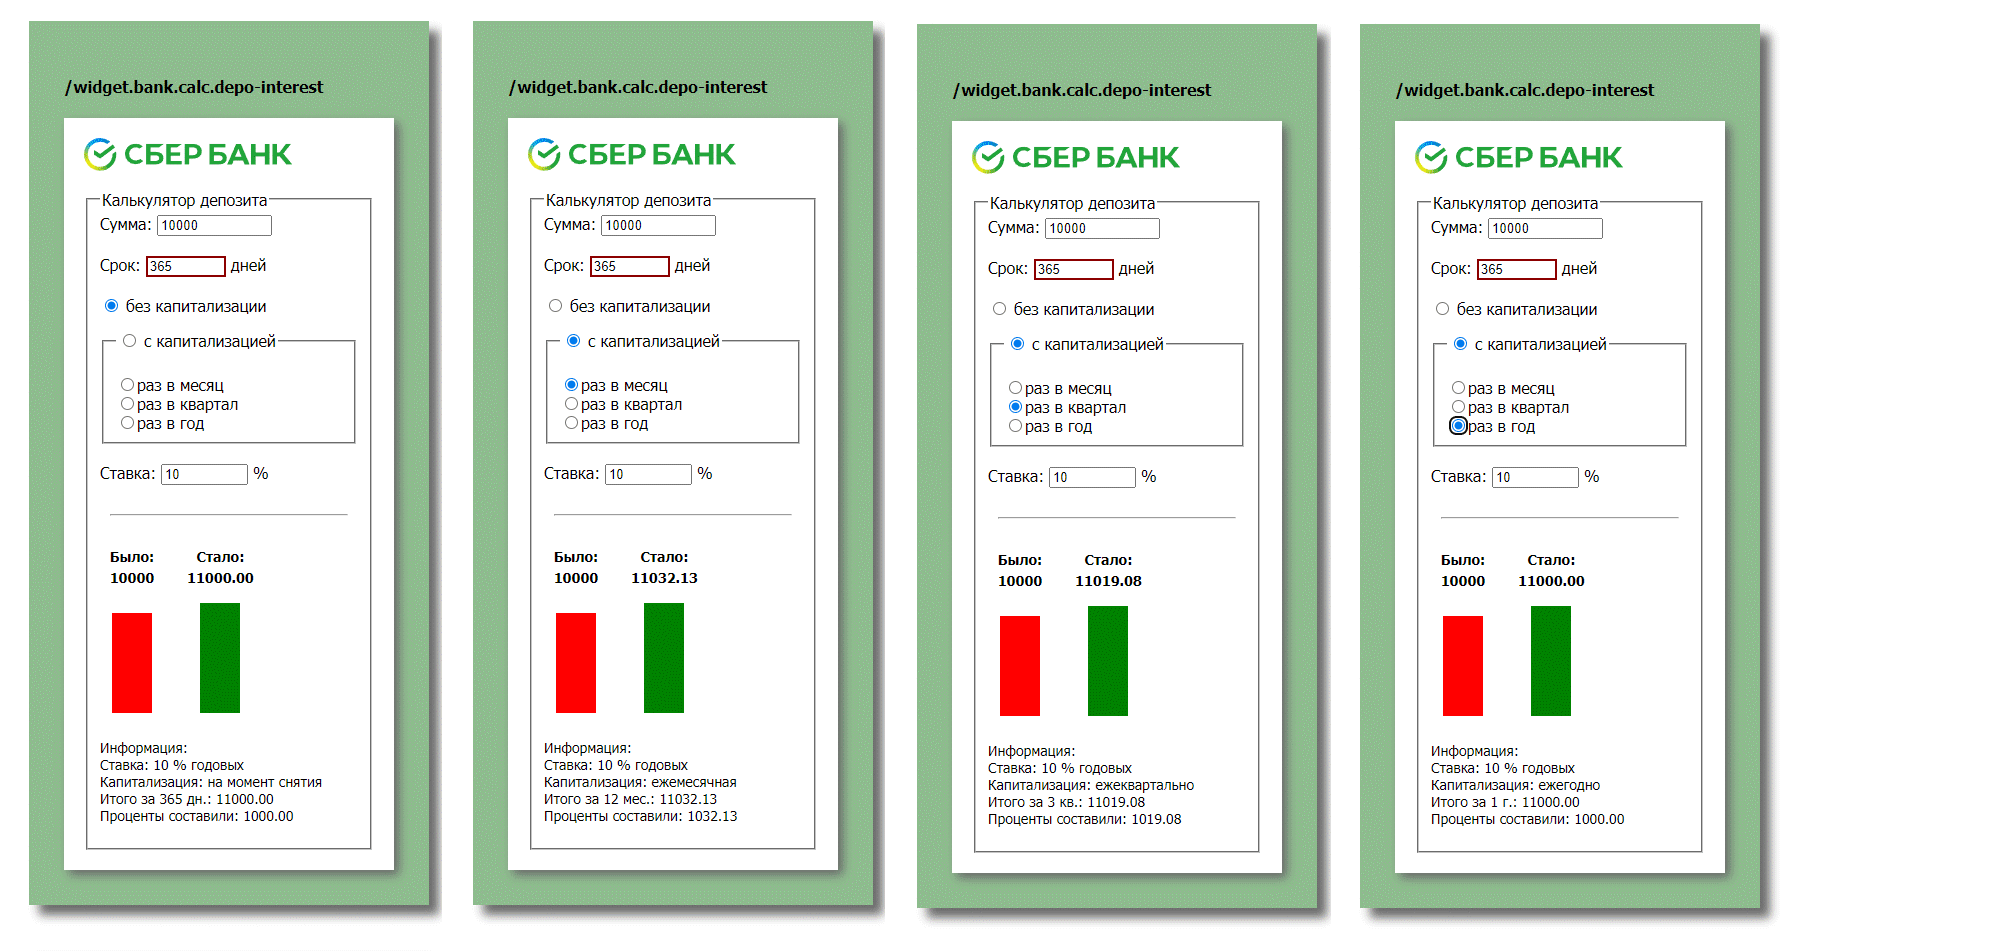 /widget.bank.calc.depo-interest
СБЕР БАНК
Калькулятор депозита
Сумма: 10000
Срок: 365 дней
без капитализации
с капитализацией
раз в месяц
раз в квартал
раз в год
Ставка: 10 %
Было: Стало:
10000 11000.00
Информация:
Ставка: 10 % годовых
Капитализация: на момент снятия
Итого за 365 дн.: 11000.00
Проценты составили: 1000.00
/widget.bank.calc.depo-interest
СБЕР БАНК
Калькулятор депозита
Сумма: 10000
Срок: 365 дней
без капитализации
с капитализацией
раз в месяц
раз в квартал
раз в год
Ставка: 10 %
Было: Стало:
10000 11032.13
Информация:
Ставка: 10 % годовых
Капитализация: ежемесячная
Итого за 12 мес.: 11032.13
Проценты составили: 1032.13
/widget.bank.calc.depo-interest
СБЕР БАНК
Калькулятор депозита
Сумма: 10000
Срок: 365 дней
без капитализации
с капитализацией
раз в месяц
раз в квартал
раз в год
Ставка: 10 %
Было: Стало:
10000 11019.08
Информация:
Ставка: 10 % годовых
Капитализация: ежеквартально
Итого за 3 кв.: 11019.08
Проценты составили: 1019.08
/widget.bank.calc.depo-interest
СБЕР БАНК
Калькулятор депозита
Сумма: 10000
Срок: 365 дней
без капитализации
с капитализацией
раз в месяц
раз в квартал
раз в год
Ставка: 10 %
Было: Стало:
10000 11000.00
Информация:
Ставка: 10 % годовых
Капитализация: ежегодно
Итого за 1 г.: 11000.00
Проценты составили: 1000.00